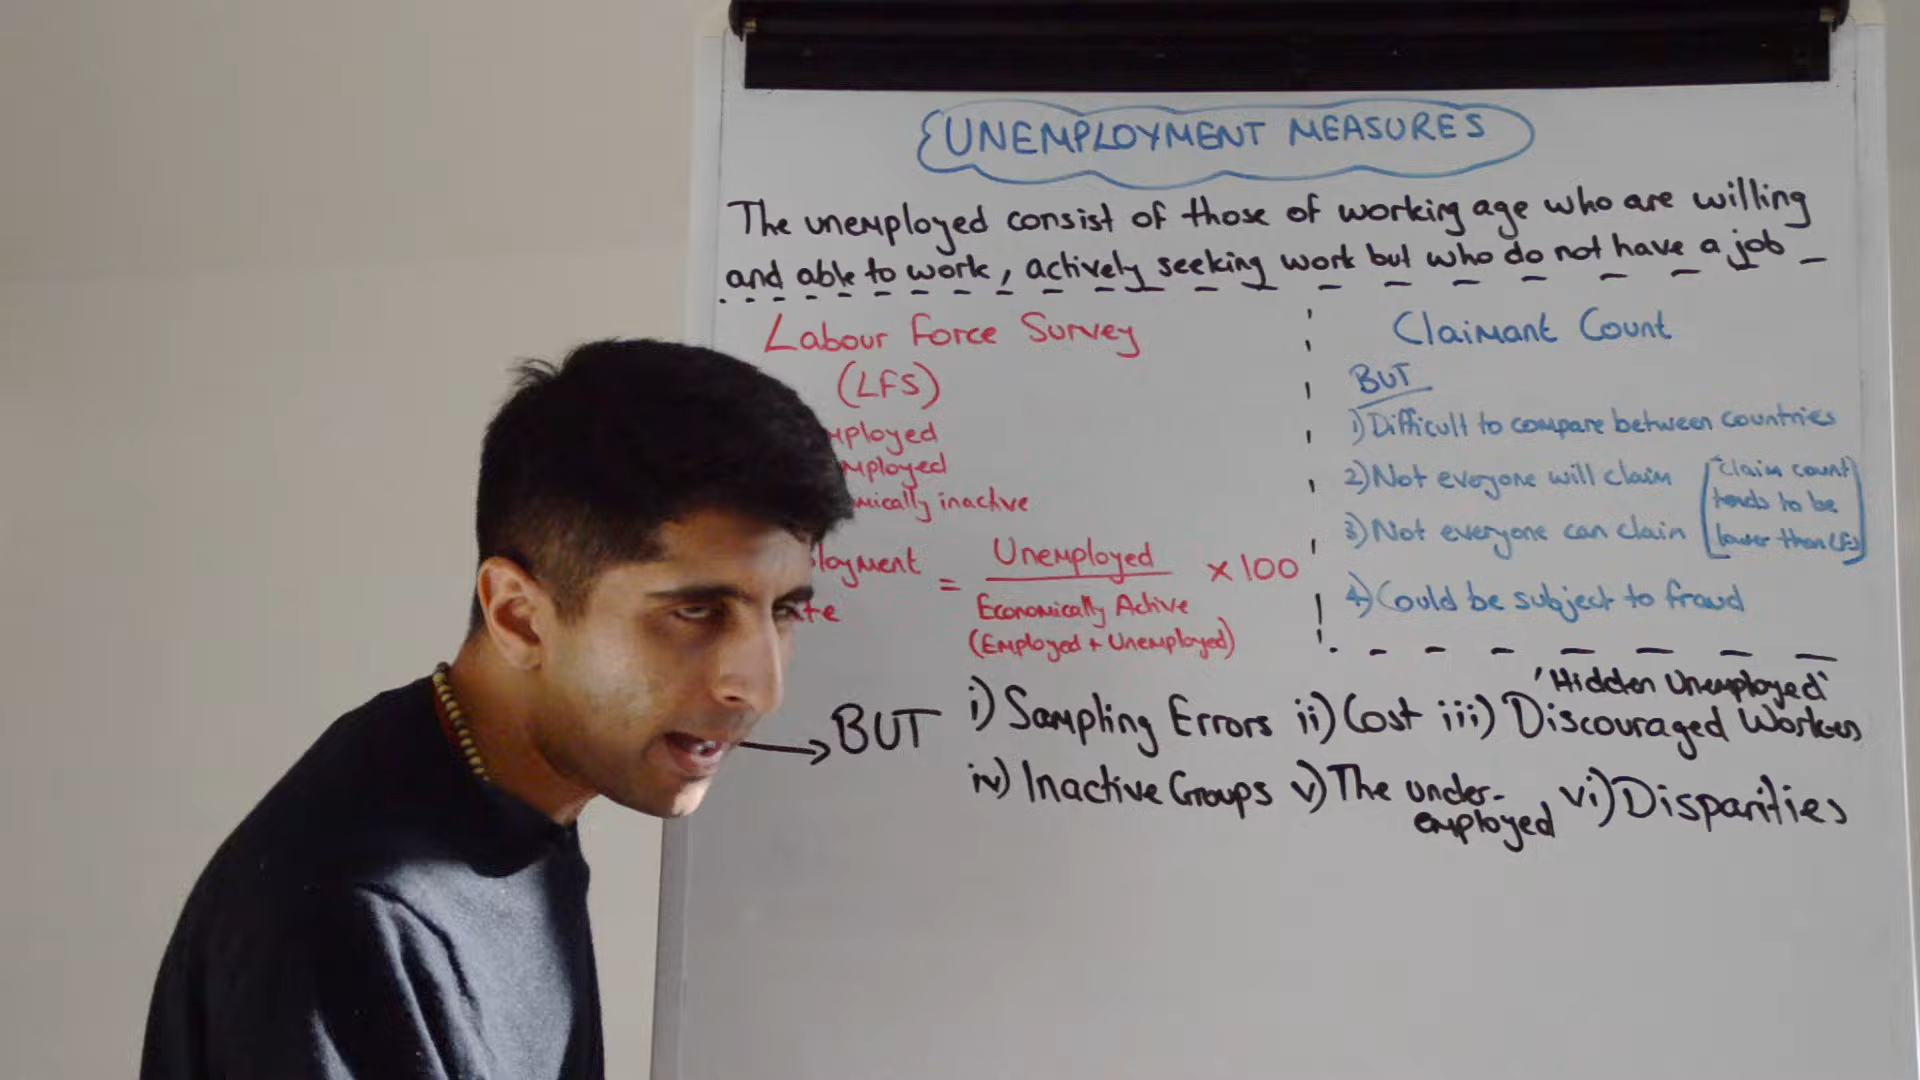 UNEMPLOYMENT MEASURES
The unemployed consist of those of working age who are willing
and able to work, actively seeking work but who do not have a job
Labour Force Survey
(LFS)
mployed
mployed
mically inactive
loyment
ate
= Unemployed × 100
Economically Active
(Employed + Unemployed)
Claimant Count
BUT
1) Difficult to compare between countries
2) Not everyone will claim
3) Not everyone can claim
[Claim count
tends to be
lower than LFS]
4) Could be subject to fraud
'Hidden Unemployed'
→ BUT i) Sampling Errors ii) Cost iii) Discouraged Workers
iv) Inactive Groups v) The under-
employed vi) Disparities